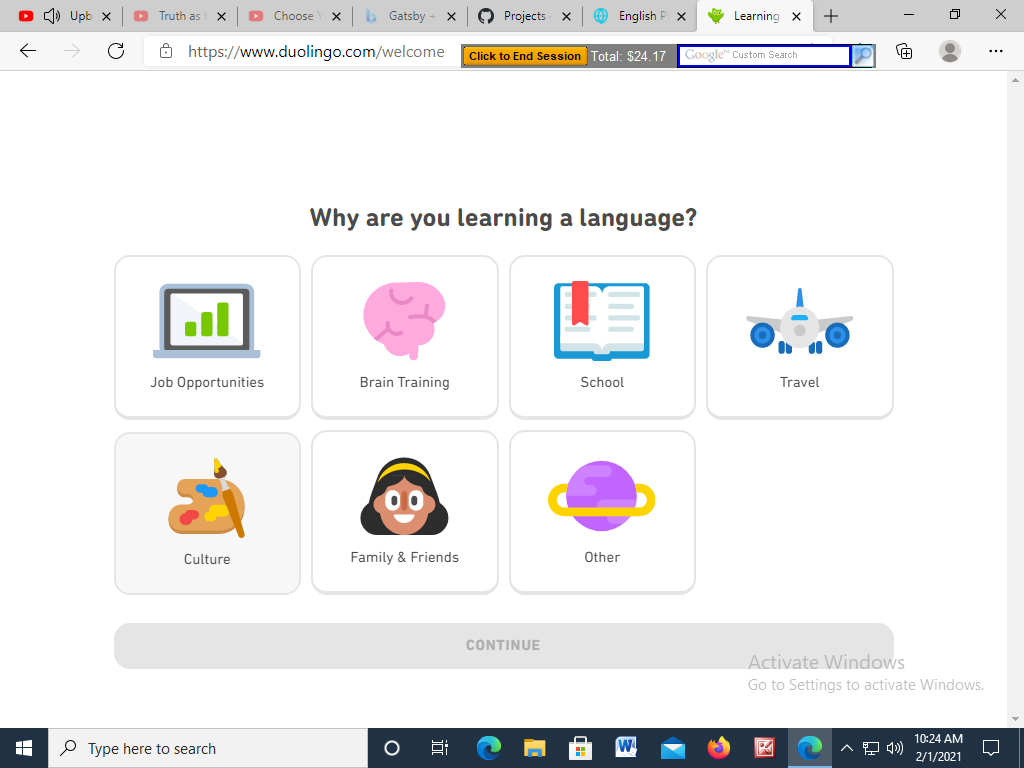 Upb
Truth as
Choose
Gatsby +
Projects
English P
Learning
https://www.duolingo.com/welcome
Click to End Session
Total: $24.17
Google™ Custom Search
Why are you learning a language?
Job Opportunities
Brain Training
School
Travel
Culture
Family & Friends
Other
CONTINUE
Activate Windows
Go to Settings to activate Windows.
Type here to search
10:24 AM
2/1/2021